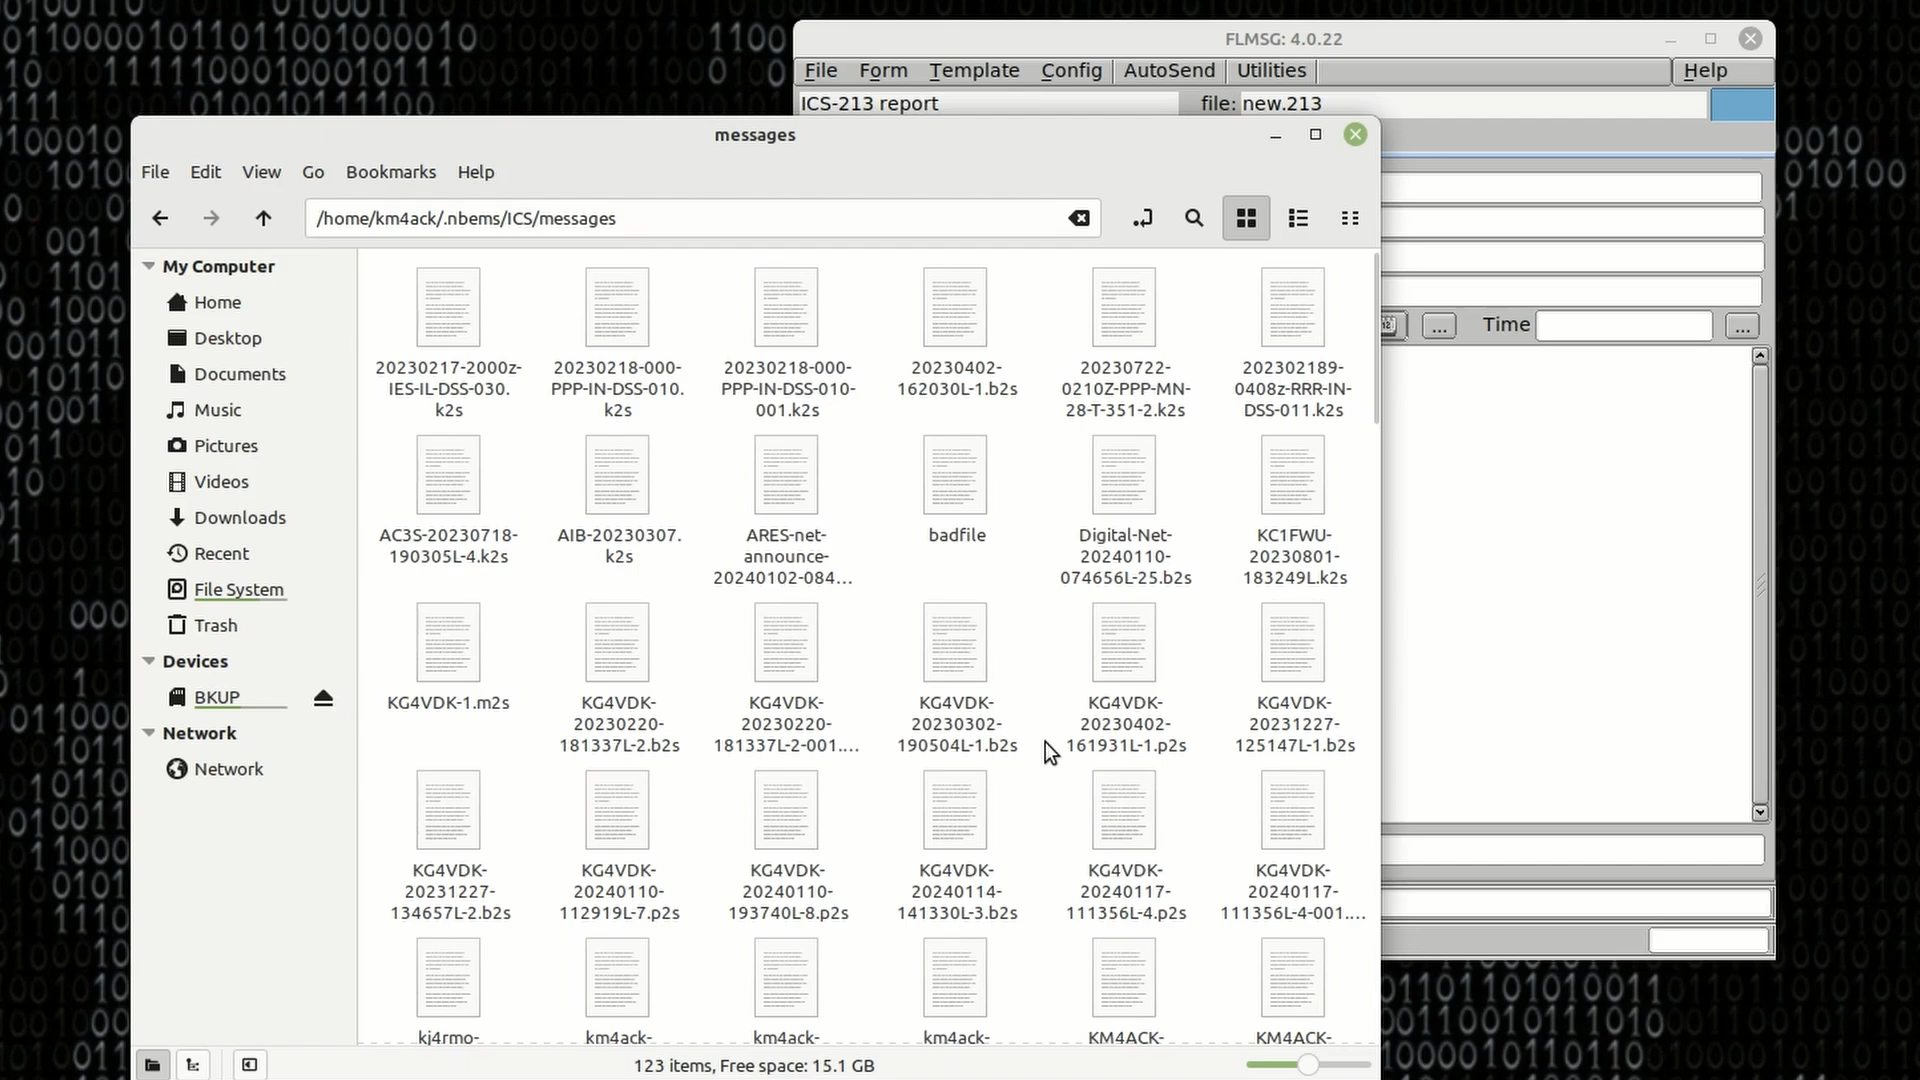 FLMSG: 4.0.22
File Form Template Config AutoSend Utilities Help
ICS-213 report file: new.213
messages
File Edit View Go Bookmarks Help
/home/km4ack/.nbems/ICS/messages
Time
...
...
My Computer
Home
Desktop
Documents
Music
Pictures
Videos
Downloads
Recent
File System
Trash
Devices
BKUP
Network
Network
20230217-2000z-
IES-IL-DSS-030.
k2s
20230218-000-
PPP-IN-DSS-010.
k2s
20230218-000-
PPP-IN-DSS-010-
001.k2s
20230402-
162030L-1.b2s
20230722-
0210Z-PPP-MN-
28-T-351-2.k2s
202302189-
0408z-RRR-IN-
DSS-011.k2s
AC3S-20230718-
190305L-4.k2s
AIB-20230307.
k2s
ARES-net-
announce-
20240102-084...
badfile
Digital-Net-
20240110-
074656L-25.b2s
KC1FWU-
20230801-
183249L.k2s
KG4VDK-1.m2s
KG4VDK-
20230220-
181337L-2.b2s
KG4VDK-
20230220-
181337L-2-001....
KG4VDK-
20230302-
190504L-1.b2s
KG4VDK-
20230402-
161931L-1.p2s
KG4VDK-
20231227-
125147L-1.b2s
KG4VDK-
20231227-
134657L-2.b2s
KG4VDK-
20240110-
112919L-7.p2s
KG4VDK-
20240110-
193740L-8.p2s
KG4VDK-
20240114-
141330L-3.b2s
KG4VDK-
20240117-
111356L-4.p2s
KG4VDK-
20240117-
111356L-4-001....
kj4rmo-
km4ack-
km4ack-
km4ack-
KM4ACK-
KM4ACK-
123 items, Free space: 15.1 GB